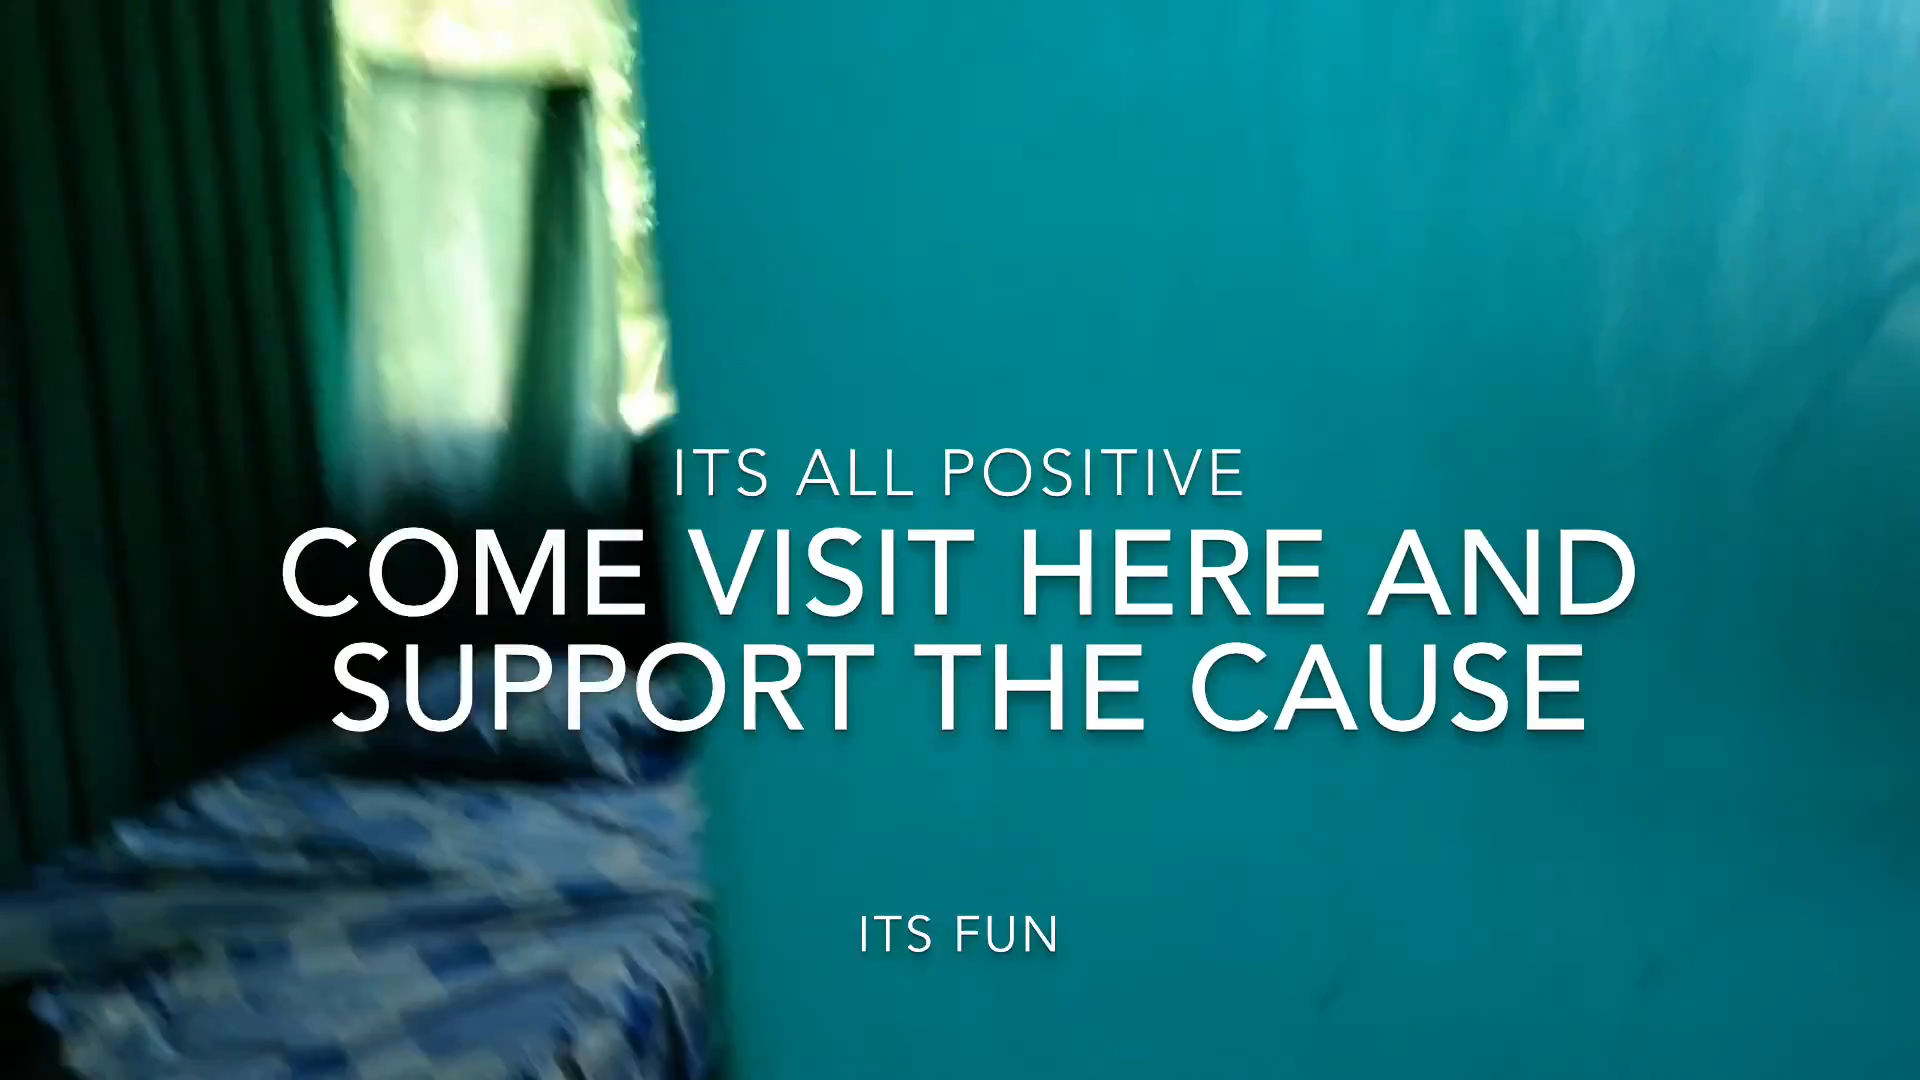 ITS ALL POSITIVE
COME VISIT HERE AND
SUPPORT THE CAUSE
ITS FUN